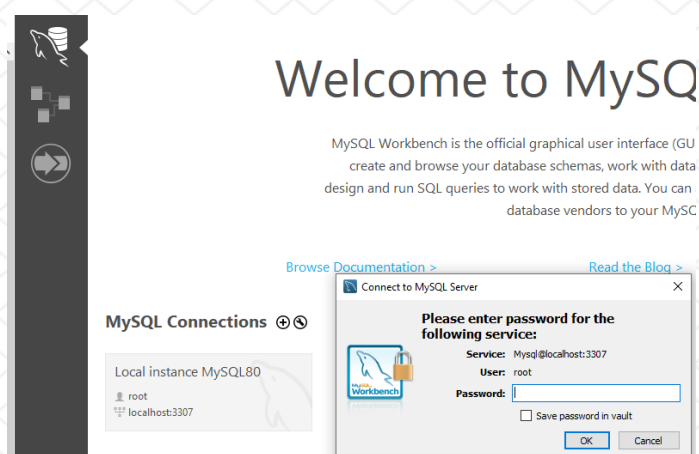 Welcome to MySQ
MySQL Workbench is the official graphical user interface (GU
create and browse your database schemas, work with data
design and run SQL queries to work with stored data. You can
database vendors to your MySC
Browse Documentation >
Read the Blog >
MySQL Connections
Local instance MySQL80
root
localhost:3307
Connect to MySQL Server
Please enter password for the
following service:
Service: Mysql@localhost:3307
User: root
Password:
Save password in vault
OK Cancel
MySQL
Workbench